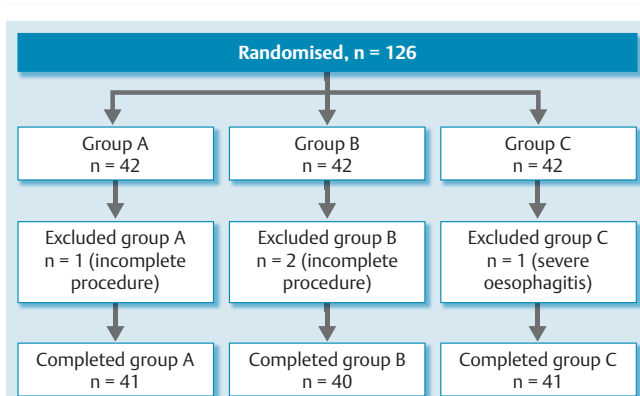 Randomised, n = 126
Group A
n = 42
Group B
n = 42
Group C
n = 42
Excluded group A
n = 1 (incomplete
procedure)
Excluded group B
n = 2 (incomplete
procedure)
Excluded group C
n = 1 (severe
oesophagitis)
Completed group A
n = 41
Completed group B
n = 40
Completed group C
n = 41